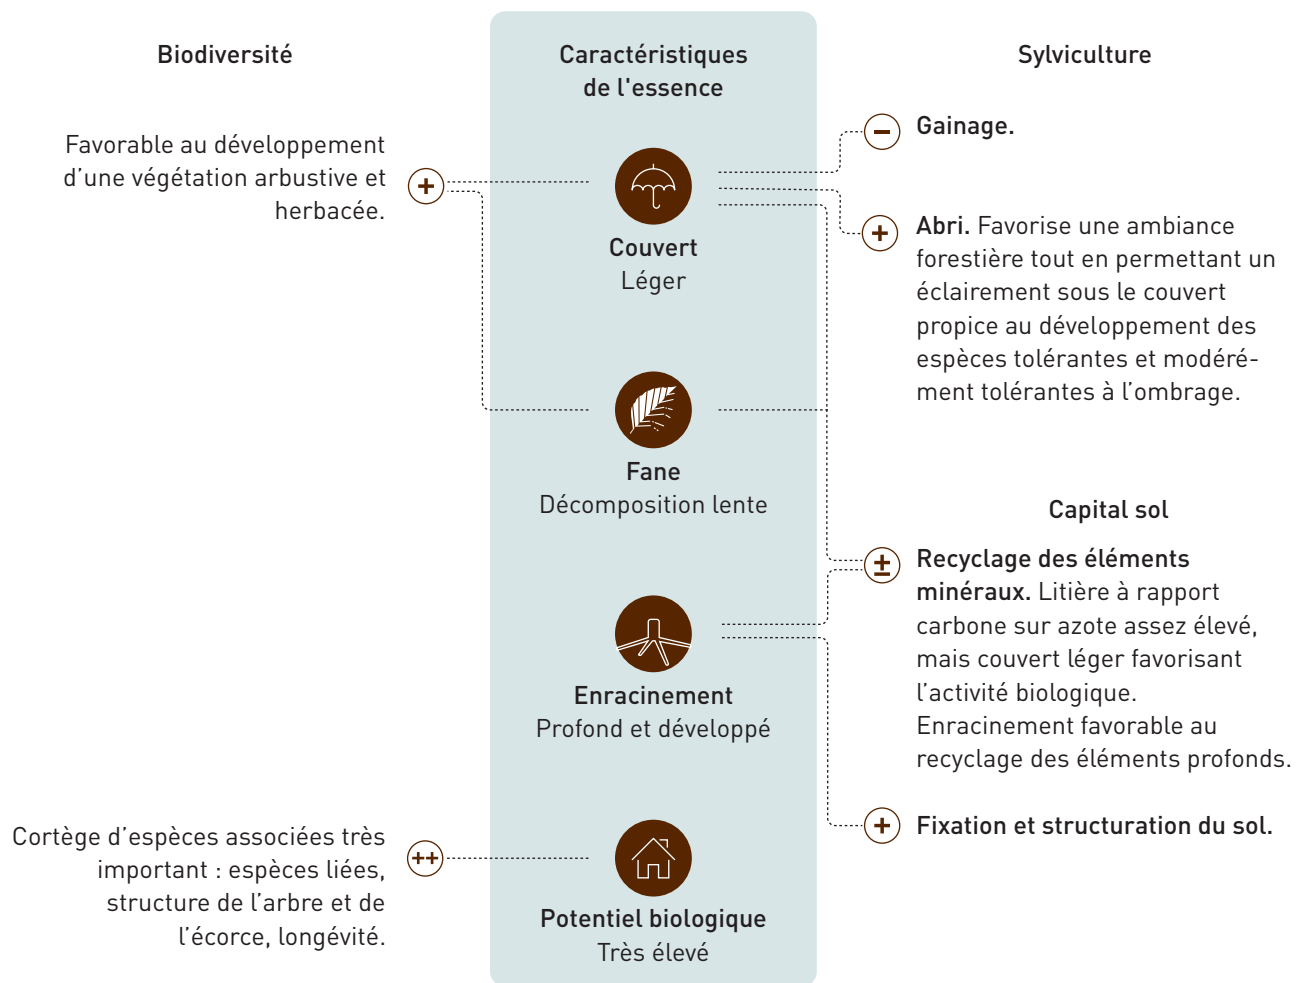 Biodiversité
Favorable au développement
d’une végétation arbustive et
herbacée.
+
Cortège d’espèces associées très
important : espèces liées,
structure de l’arbre et de
l’écorce, longévité.
++
Caractéristiques
de l'essence
Couvert
Léger
Fane
Décomposition lente
Enracinement
Profond et développé
Potentiel biologique
Très élevé
Sylviculture
−
Gainage.
+
Abri. Favorise une ambiance
forestière tout en permettant un
éclairement sous le couvert
propice au développement des
espèces tolérantes et modéré-
ment tolérantes à l’ombrage.
Capital sol
±
Recyclage des éléments
minéraux. Litière à rapport
carbone sur azote assez élevé,
mais couvert léger favorisant
l’activité biologique.
Enracinement favorable au
recyclage des éléments profonds.
+
Fixation et structuration du sol.